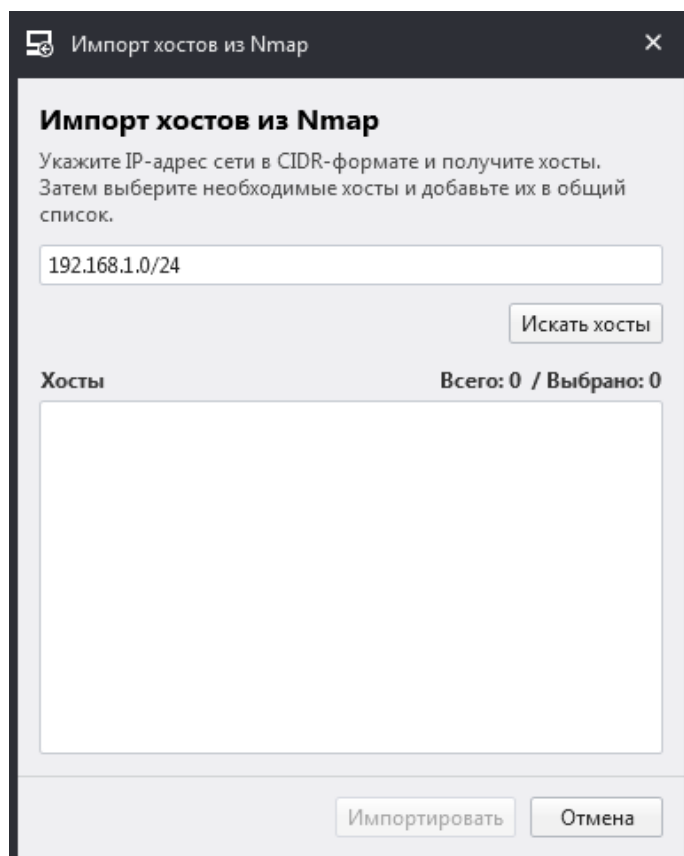 Импорт хостов из Nmap
Импорт хостов из Nmap
Укажите IP-адрес сети в CIDR-формате и получите хосты.
Затем выберите необходимые хосты и добавьте их в общий
список.
192.168.1.0/24
Искать хосты
Хосты Всего: 0 / Выбрано: 0
Импортировать Отмена